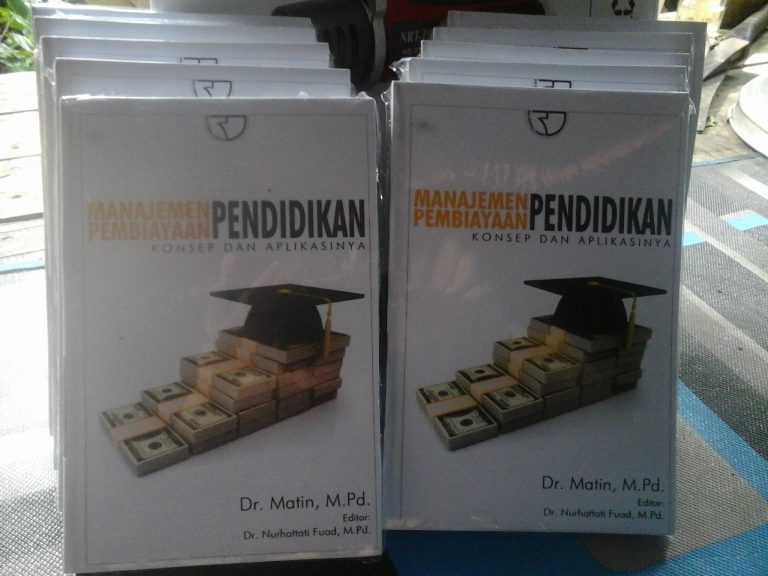 MANAJEMEN
PEMBIAYAAN
PENDIDIKAN
KONSEP DAN APLIKASINYA
Dr. Matin, M.Pd.
Editor:
Dr. Nurhattati Fuad, M.Pd.
MANAJEMEN
PEMBIAYAAN
PENDIDIKAN
KONSEP DAN APLIKASINYA
Dr. Matin, M.Pd.
Editor:
Dr. Nurhattati Fuad, M.Pd.